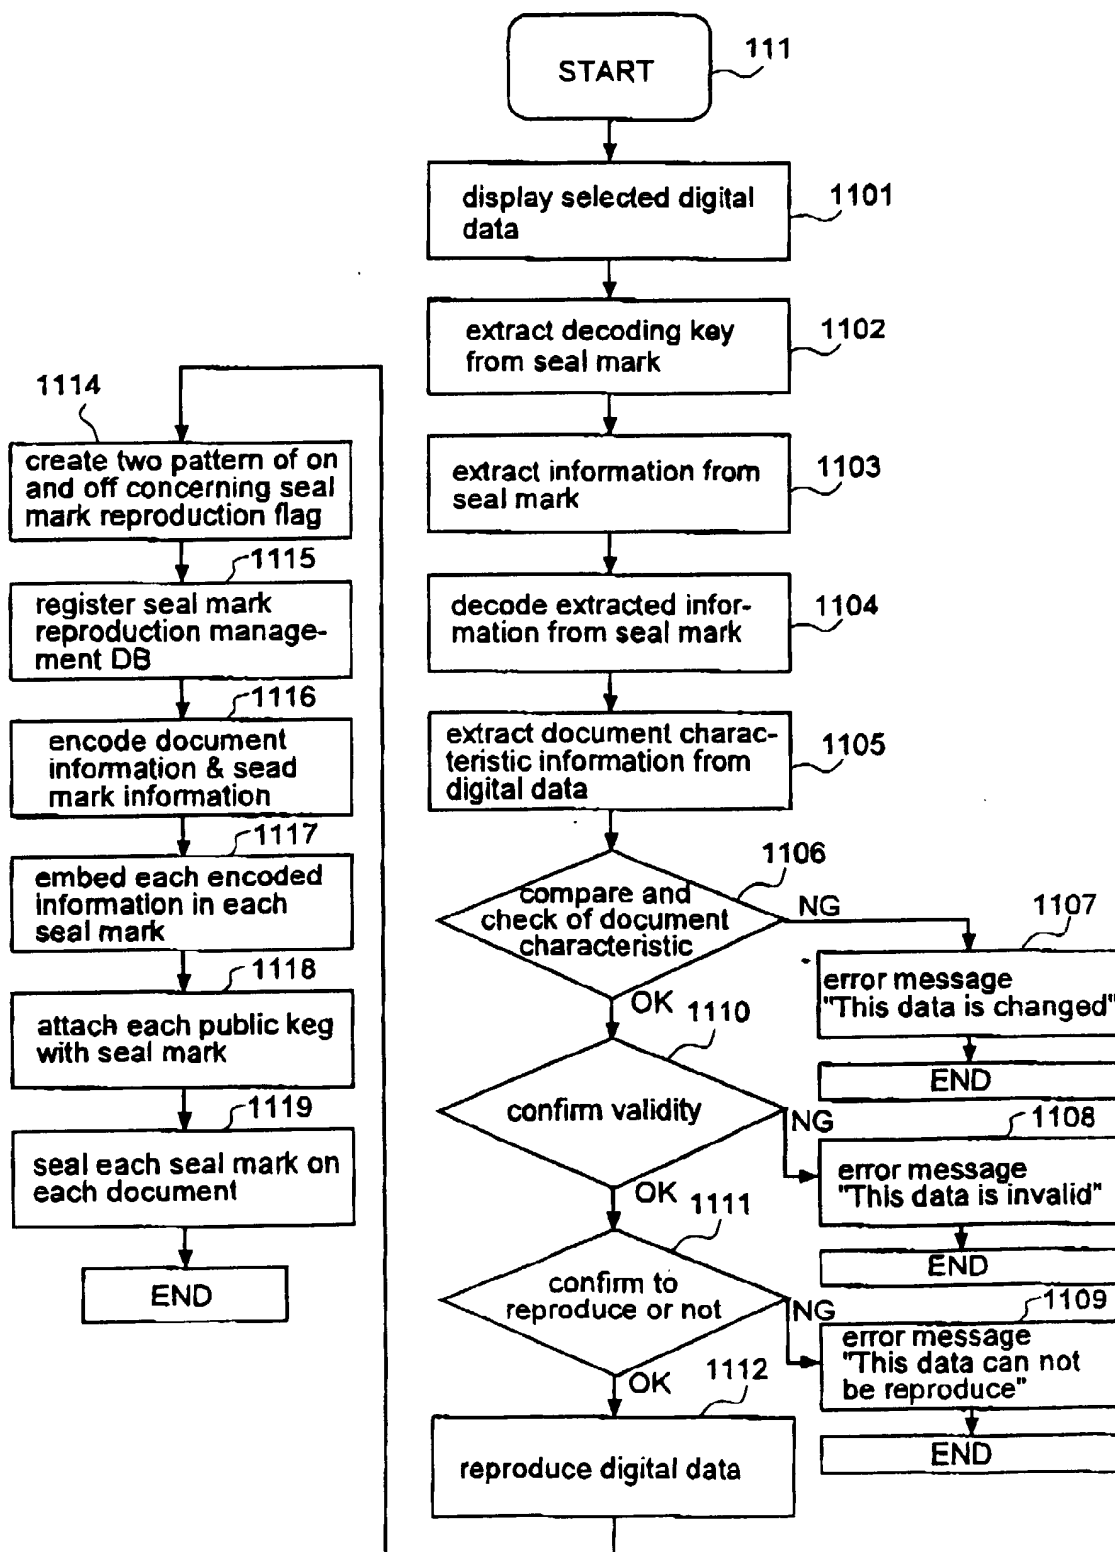 START
111
display selected digital
data
1101
extract decoding key
from seal mark
1102
extract information from
seal mark
1103
decode extracted infor-
mation from seal mark
1104
extract document charac-
teristic information from
digital data
1105
compare and
check of document
characteristic
1106
NG
OK
1107
error message
"This data is changed"
END
confirm validity
1110
NG
OK
1108
error message
"This data is invalid"
END
confirm to
reproduce or not
1111
NG
OK
1109
error message
"This data can not
be reproduce"
END
reproduce digital data
1112
1114
create two pattern of on
and off concerning seal
mark reproduction flag
1115
register seal mark
reproduction manage-
ment DB
1116
encode document
information & sead
mark information
1117
embed each encoded
information in each
seal mark
1118
attach each public keg
with seal mark
1119
seal each seal mark on
each document
END